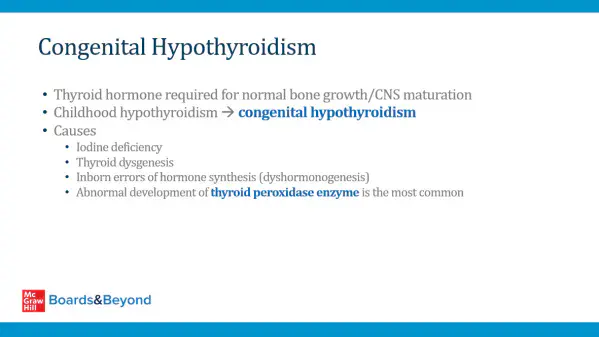 Congenital Hypothyroidism
• Thyroid hormone required for normal bone growth/CNS maturation
• Childhood hypothyroidism → congenital hypothyroidism
• Causes
• Iodine deficiency
• Thyroid dysgenesis
• Inborn errors of hormone synthesis (dyshormonogenesis)
• Abnormal development of thyroid peroxidase enzyme is the most common
Mc
Graw
Hill
Boards&Beyond